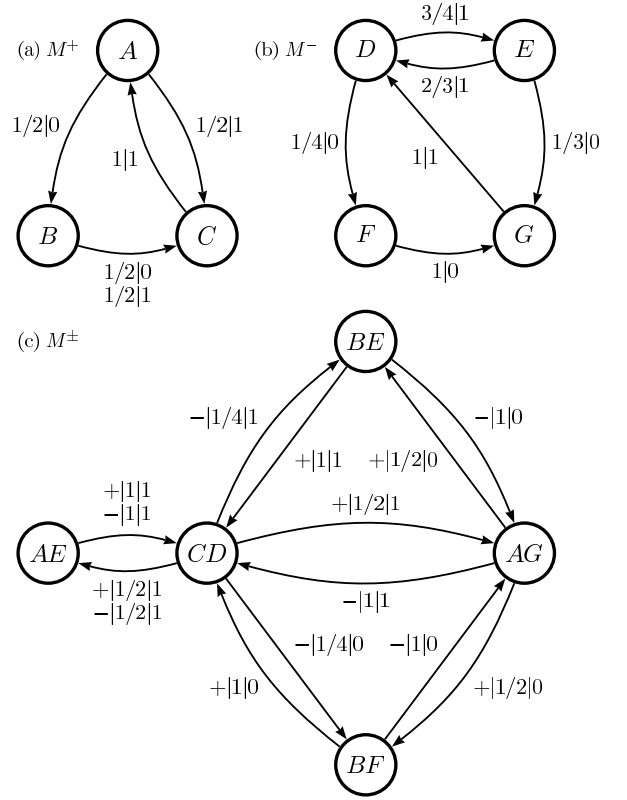 (a) M⁺
A
1/2|0
1/2|1
1|1
B
C
1/2|0
1/2|1
(b) M⁻
D
3/4|1
E
2/3|1
1/4|0
1|1
1/3|0
F
G
1|0
(c) M±
BE
−|1/4|1
−|1|0
+|1|1
+|1/2|0
+|1|1
−|1|1
+|1/2|1
AE
CD
AG
+|1/2|1
−|1/2|1
−|1|1
−|1/4|0
−|1|0
+|1|0
+|1/2|0
BF